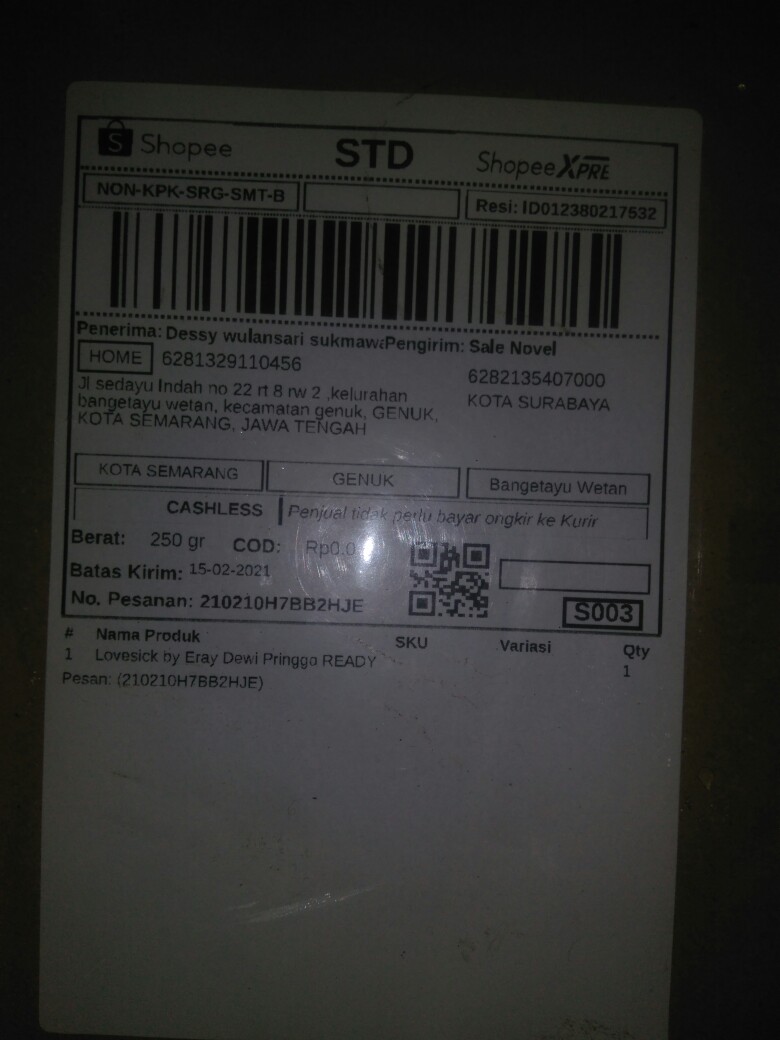 Shopee STD ShopeeXPRE
NON-KPK-SRG-SMT-B Resi: ID012380217532
Penerima: Dessy wulansari sukmawa Pengirim: Sale Novel
HOME 6281329110456
6282135407000
Jl sedayu Indah no 22 rt 8 rw 2 ,kelurahan
KOTA SURABAYA
bangetayu wetan, kecamatan genuk, GENUK,
KOTA SEMARANG, JAWA TENGAH
KOTA SEMARANG GENUK Bangetayu Wetan
CASHLESS Penjual tidak perlu bayar ongkir ke Kurir
Berat: 250 gr COD: Rp0.0
Batas Kirim: 15-02-2021
No. Pesanan: 210210H7BB2HJE S003
# Nama Produk SKU Variasi Qty
1 Lovesick by Eray Dewi Pringgo READY 1
Pesan: (210210H7BB2HJE)